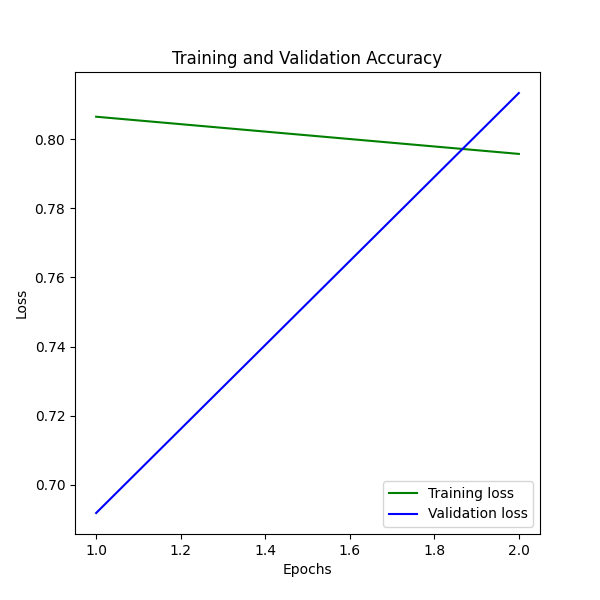 Training and Validation Accuracy
Loss
0.80
0.78
0.76
0.74
0.72
0.70
Training loss
Validation loss
1.0 1.2 1.4 1.6 1.8 2.0
Epochs